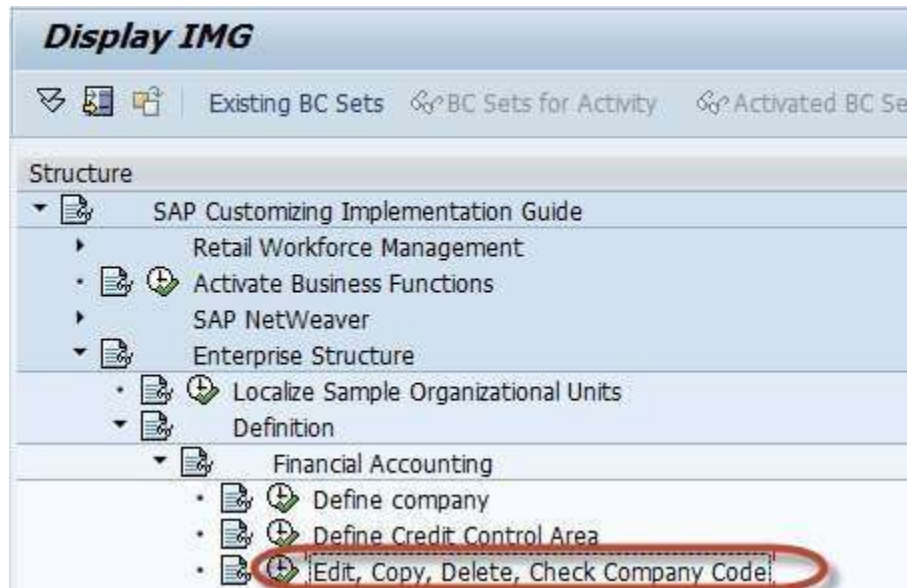 Display IMG
Existing BC Sets BC Sets for Activity Activated BC Se
Structure
SAP Customizing Implementation Guide
Retail Workforce Management
Activate Business Functions
SAP NetWeaver
Enterprise Structure
Localize Sample Organizational Units
Definition
Financial Accounting
Define company
Define Credit Control Area
Edit, Copy, Delete, Check Company Code